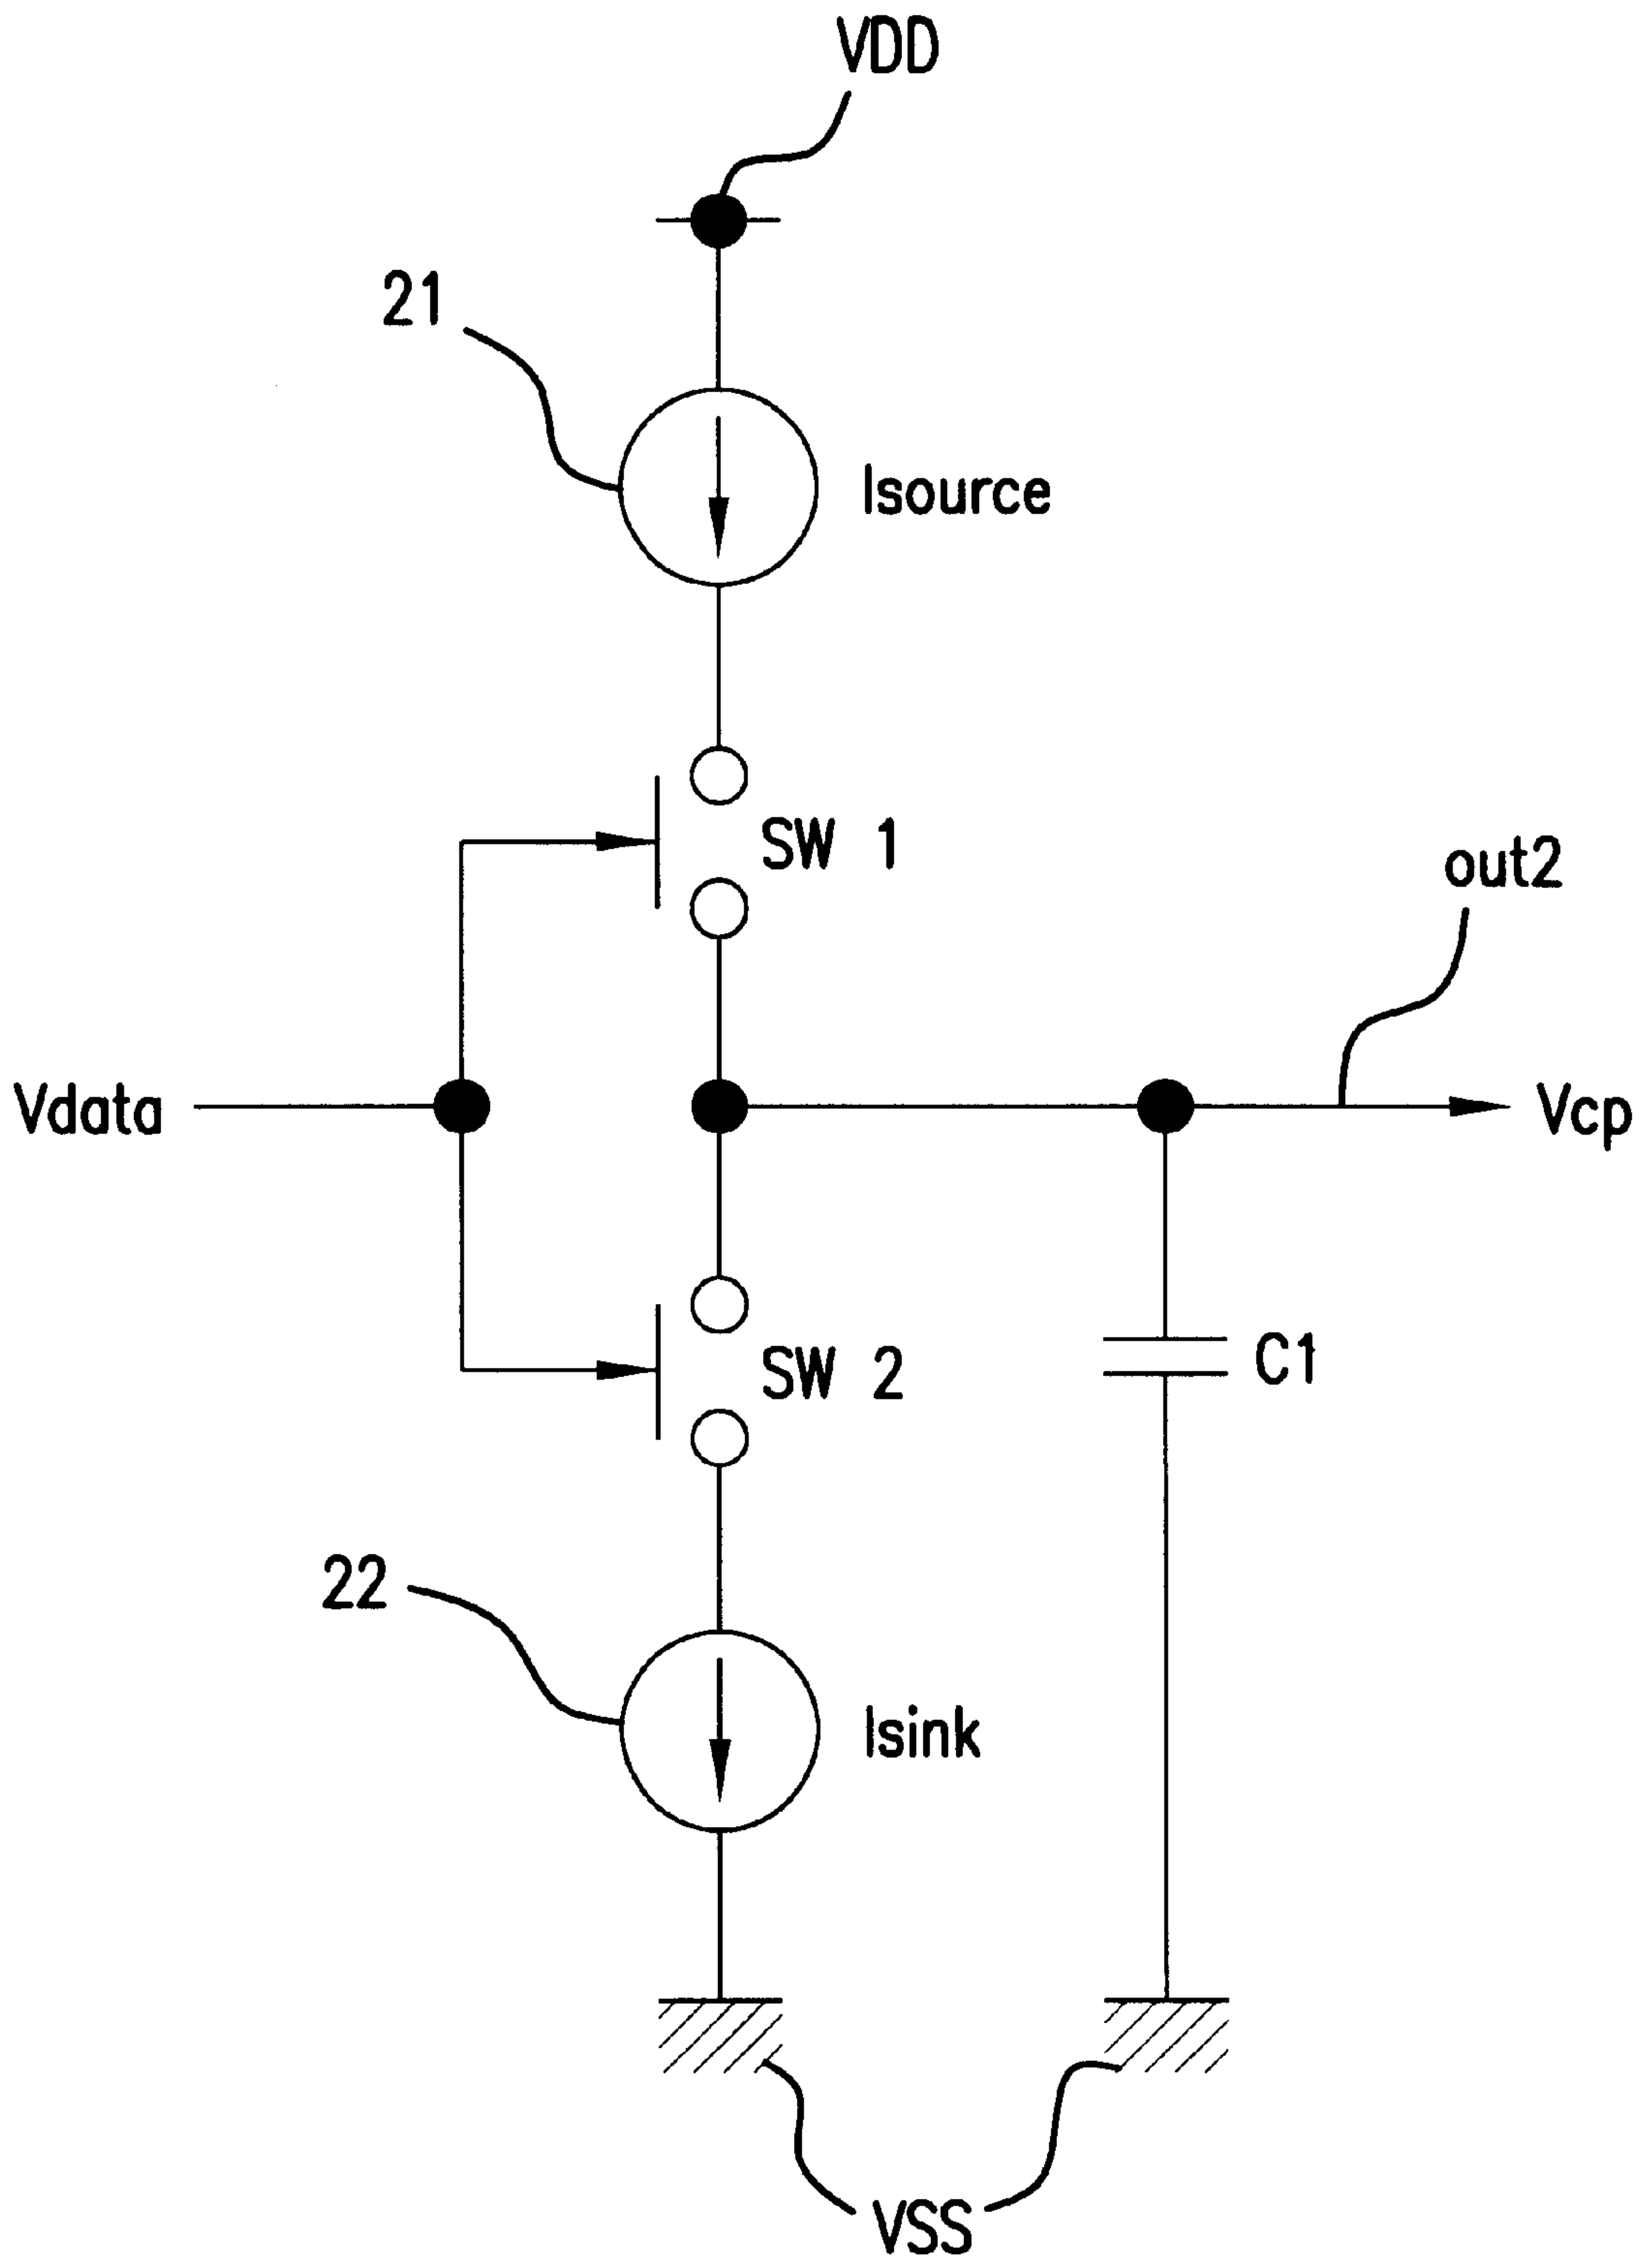 VDD
21
Isource
SW 1
out2
Vdata
Vcp
SW 2
C1
22
Isink
VSS